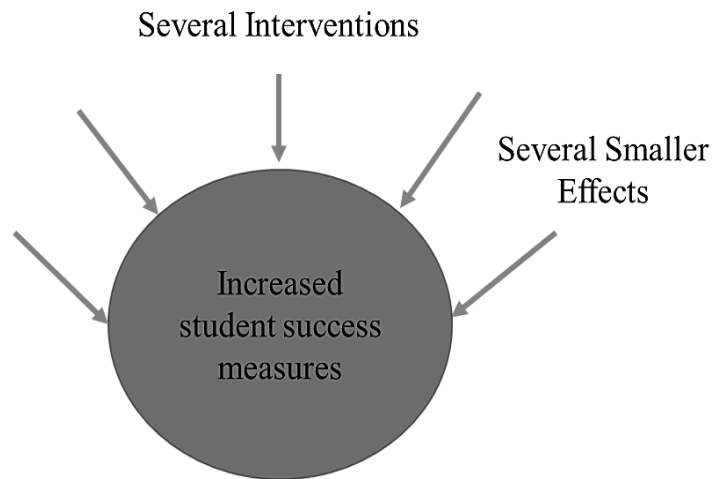 Several Interventions
Several Smaller
Effects
Increased
student success
measures